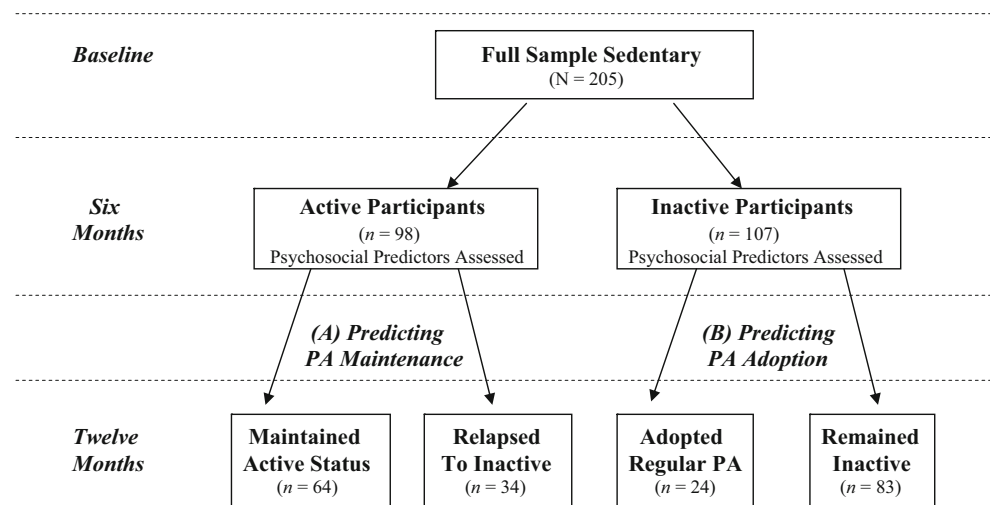 Baseline
Full Sample Sedentary
(N = 205)
Six
Months
Active Participants
(n = 98)
Psychosocial Predictors Assessed
Inactive Participants
(n = 107)
Psychosocial Predictors Assessed
(A) Predicting
PA Maintenance
(B) Predicting
PA Adoption
Twelve
Months
Maintained
Active Status
(n = 64)
Relapsed
To Inactive
(n = 34)
Adopted
Regular PA
(n = 24)
Remained
Inactive
(n = 83)